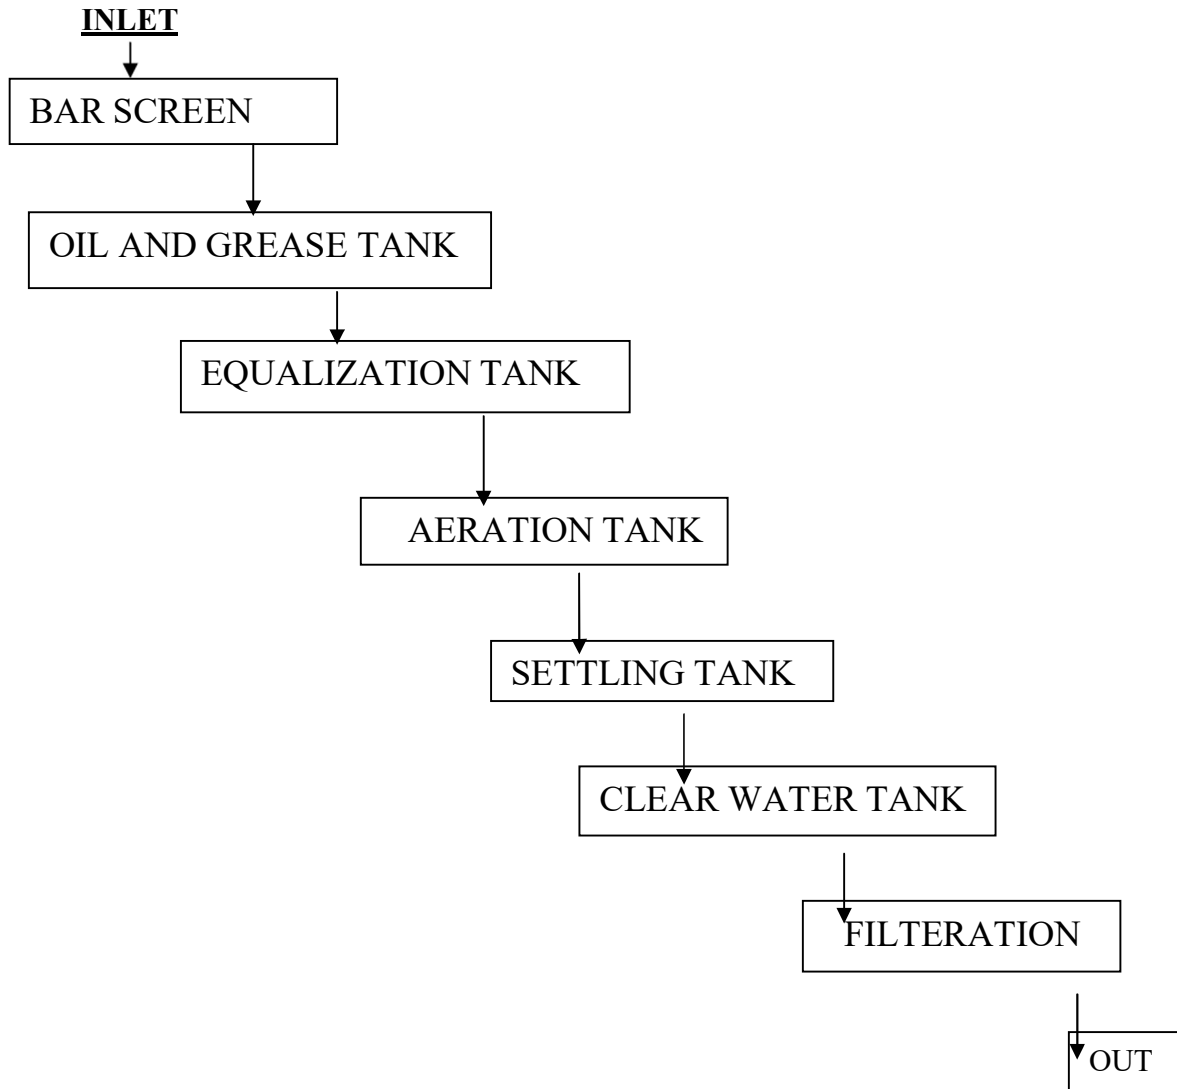 INLET
BAR SCREEN
OIL AND GREASE TANK
EQUALIZATION TANK
AERATION TANK
SETTLING TANK
CLEAR WATER TANK
FILTERATION
OUT